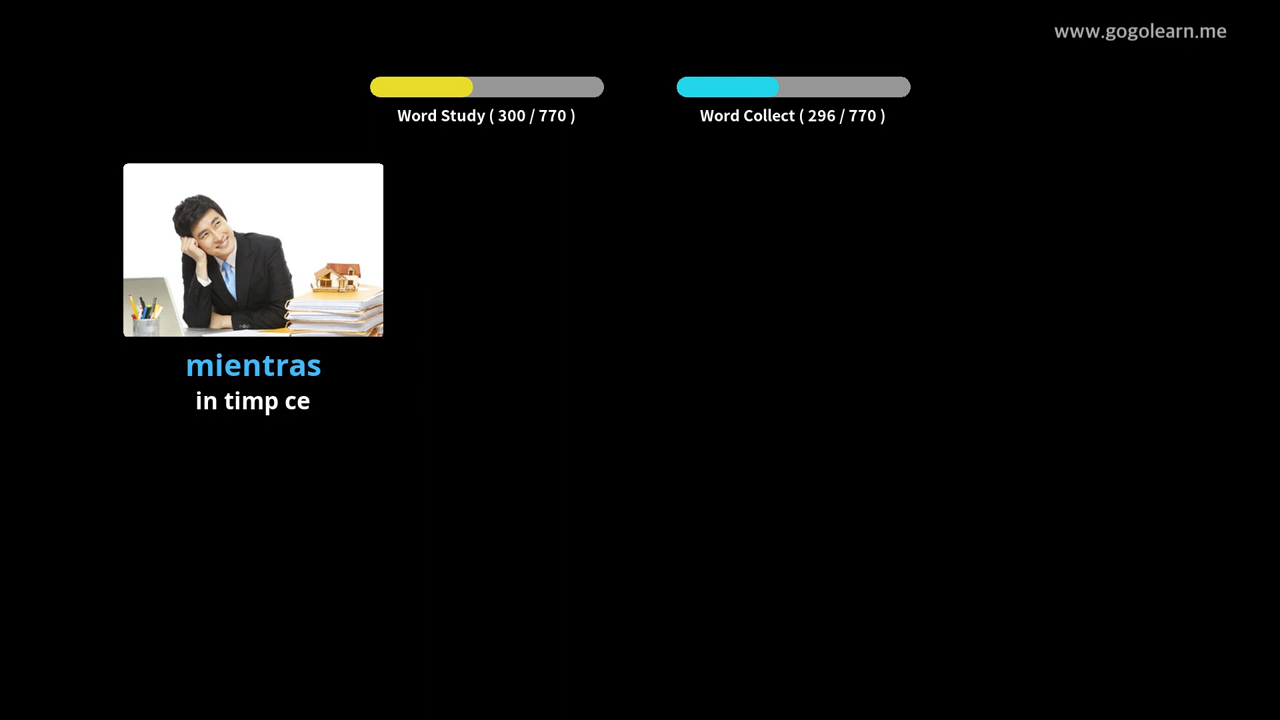 www.gogolearn.me
Word Study ( 300 / 770 )
Word Collect ( 296 / 770 )
mientras
in timp ce